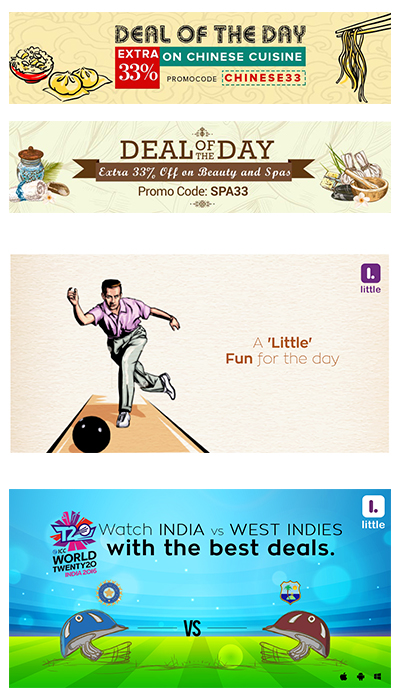 DEAL OF THE DAY
EXTRA 33% ON CHINESE CUISINE
PROMOCODE CHINESE33
DEAL OF THE DAY
Extra 33% Off on Beauty and Spas
Promo Code: SPA33
l.
little
A 'Little'
Fun for the day
l.
little
T20
ICC
WORLD
TWENTY20
INDIA 2016
Watch INDIA vs WEST INDIES
with the best deals.
VS